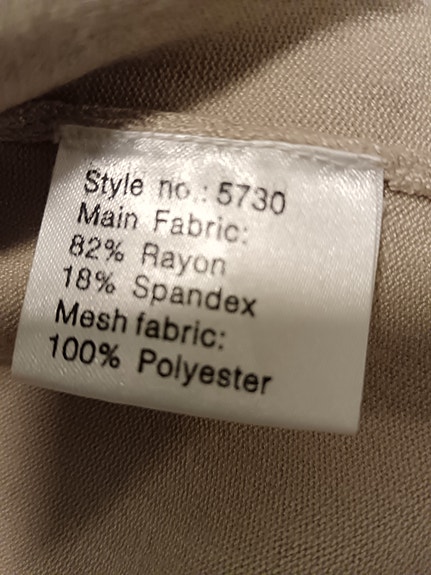 Style no.: 5730
Main Fabric:
82% Rayon
18% Spandex
Mesh fabric:
100% Polyester